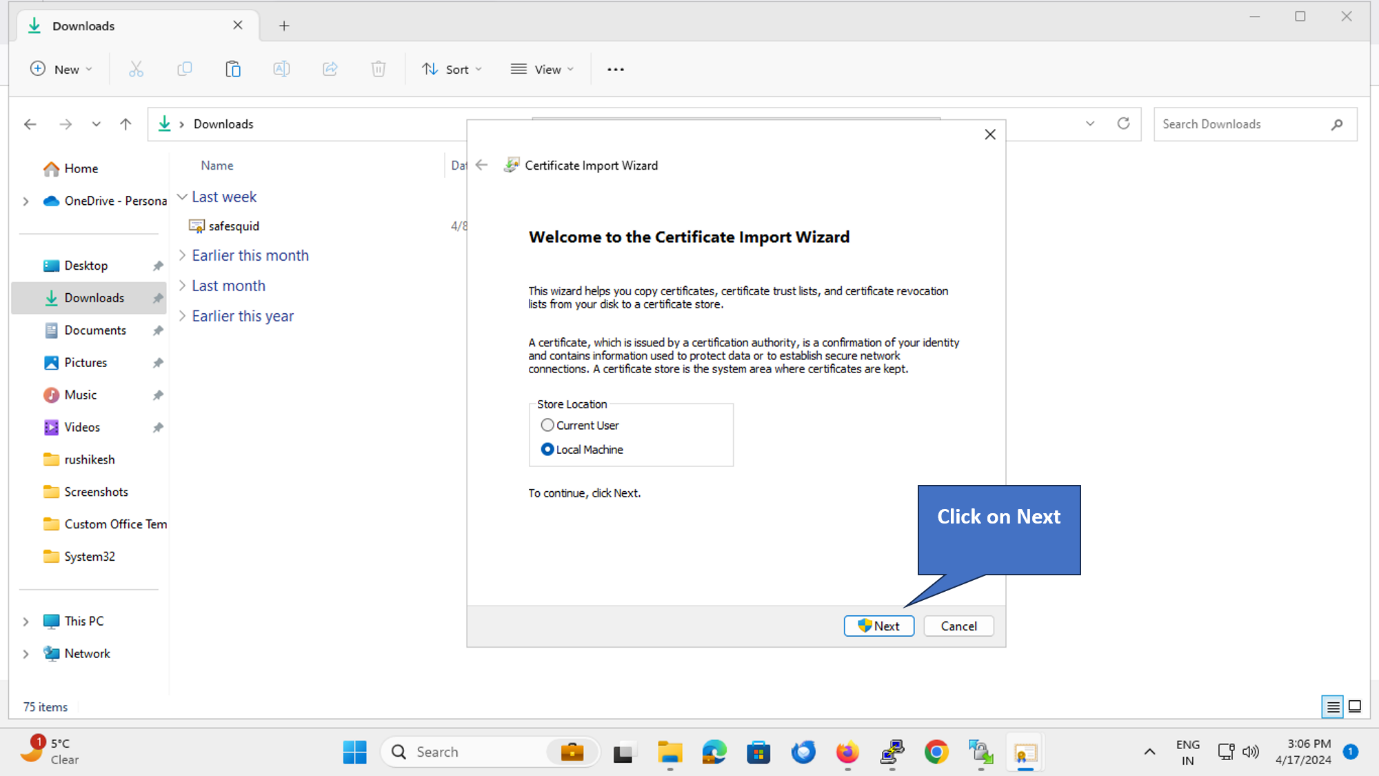 Downloads
New
Sort
View
Downloads
Search Downloads
Home
OneDrive - Persona
Desktop
Downloads
Documents
Pictures
Music
Videos
rushikesh
Screenshots
Custom Office Tem
System32
This PC
Network
Name
Dat
Last week
safesquid
4/8
Earlier this month
Last month
Earlier this year
Certificate Import Wizard
Welcome to the Certificate Import Wizard
This wizard helps you copy certificates, certificate trust lists, and certificate revocation
lists from your disk to a certificate store.
A certificate, which is issued by a certification authority, is a confirmation of your identity
and contains information used to protect data or to establish secure network
connections. A certificate store is the system area where certificates are kept.
Store Location
Current User
Local Machine
To continue, click Next.
Click on Next
Next
Cancel
75 items
1
5°C
Clear
Search
ENG
IN
3:06 PM
4/17/2024
1